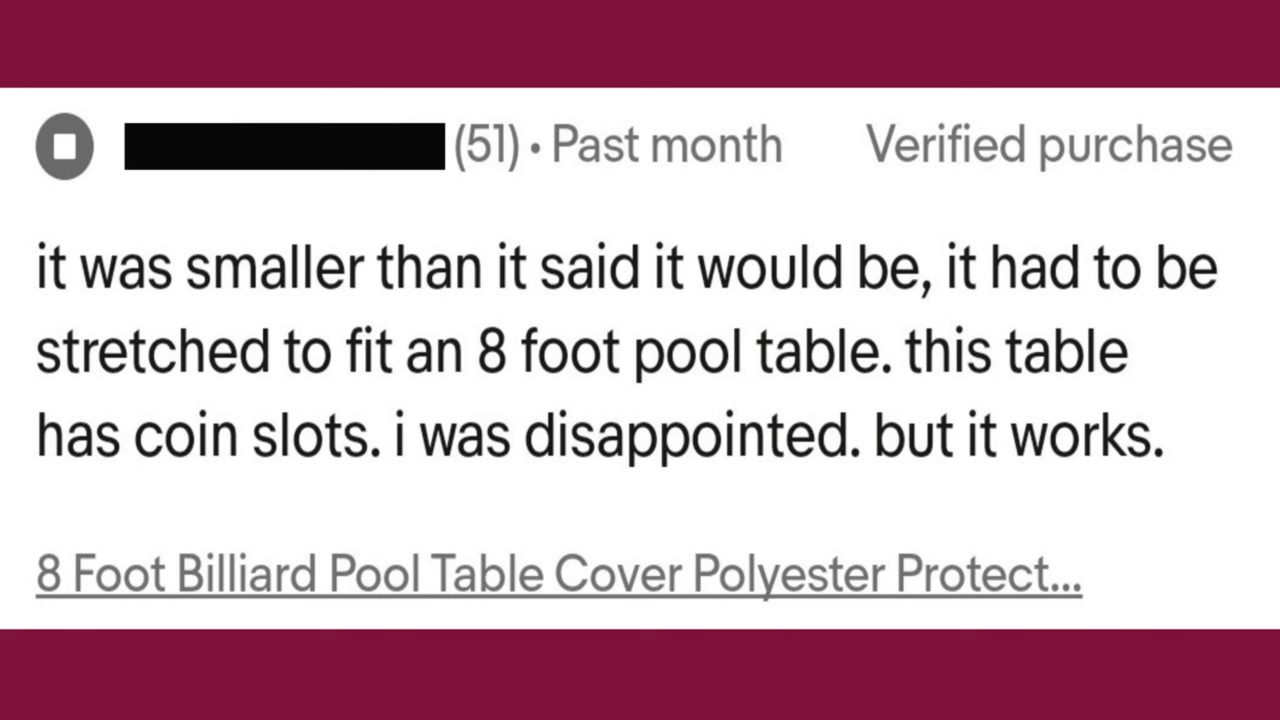 (51) • Past month Verified purchase
it was smaller than it said it would be, it had to be
stretched to fit an 8 foot pool table. this table
has coin slots. i was disappointed. but it works.
8 Foot Billiard Pool Table Cover Polyester Protect...